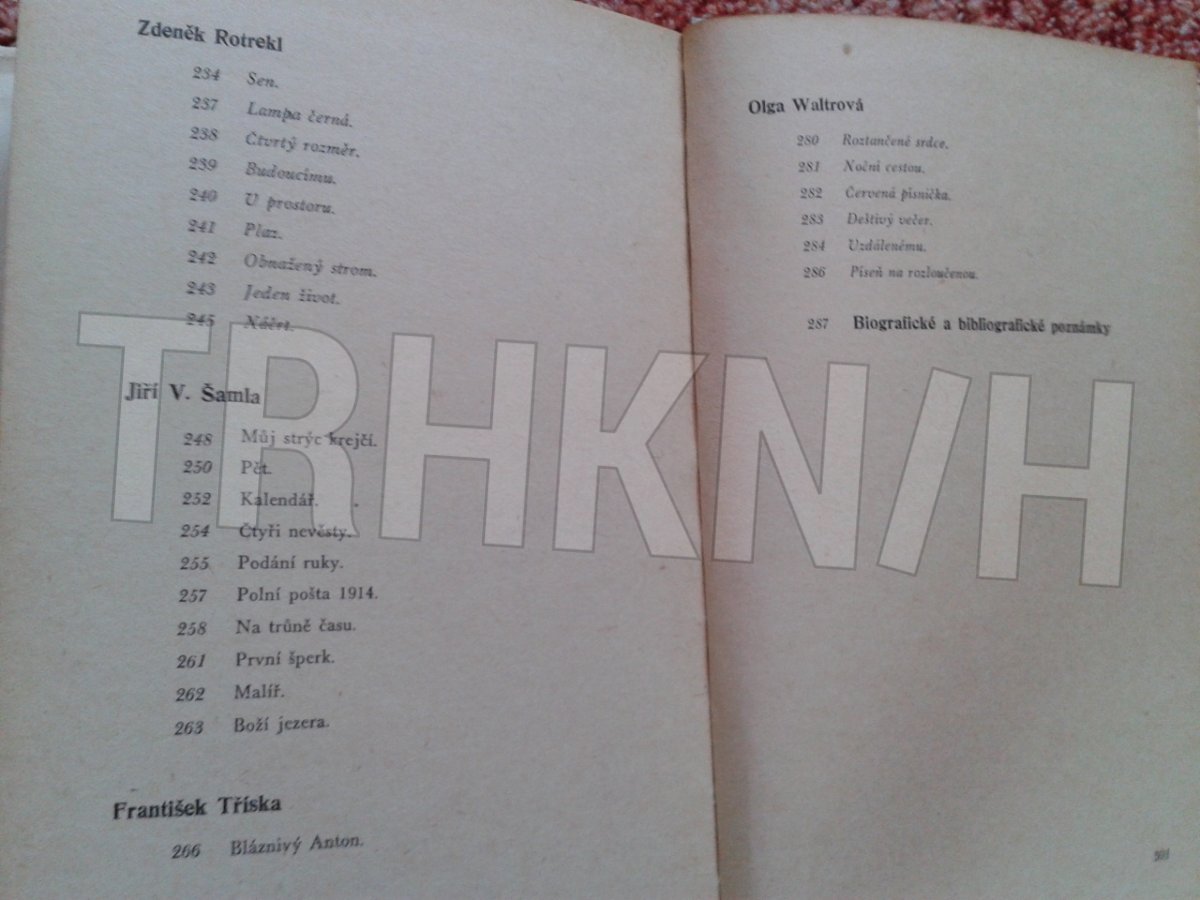 Zdeněk Rotrekl
234 Sen.
237 Lampa černá.
238 Čtvrtý rozměr.
239 Budoucímu.
240 U prostoru.
241 Plaz.
242 Obnažený strom.
243 Jeden život.
245 Náčrt.
Jiří V. Šamla
248 Můj strýc krejčí.
250 Pět.
252 Kalendář.
254 Čtyři nevěsty.
255 Podání ruky.
257 Polní pošta 1914.
258 Na trůně času.
261 První šperk.
262 Malíř.
263 Boží jezera.
František Tříska
266 Bláznivý Anton.
Olga Waltrová
280 Roztančené srdce.
281 Noční cestou.
282 Červená písnička.
283 Deštivý večer.
284 Vzdálenému.
286 Píseň na rozloučenou.
287 Biografické a bibliografické poznámky
TRHKN/H